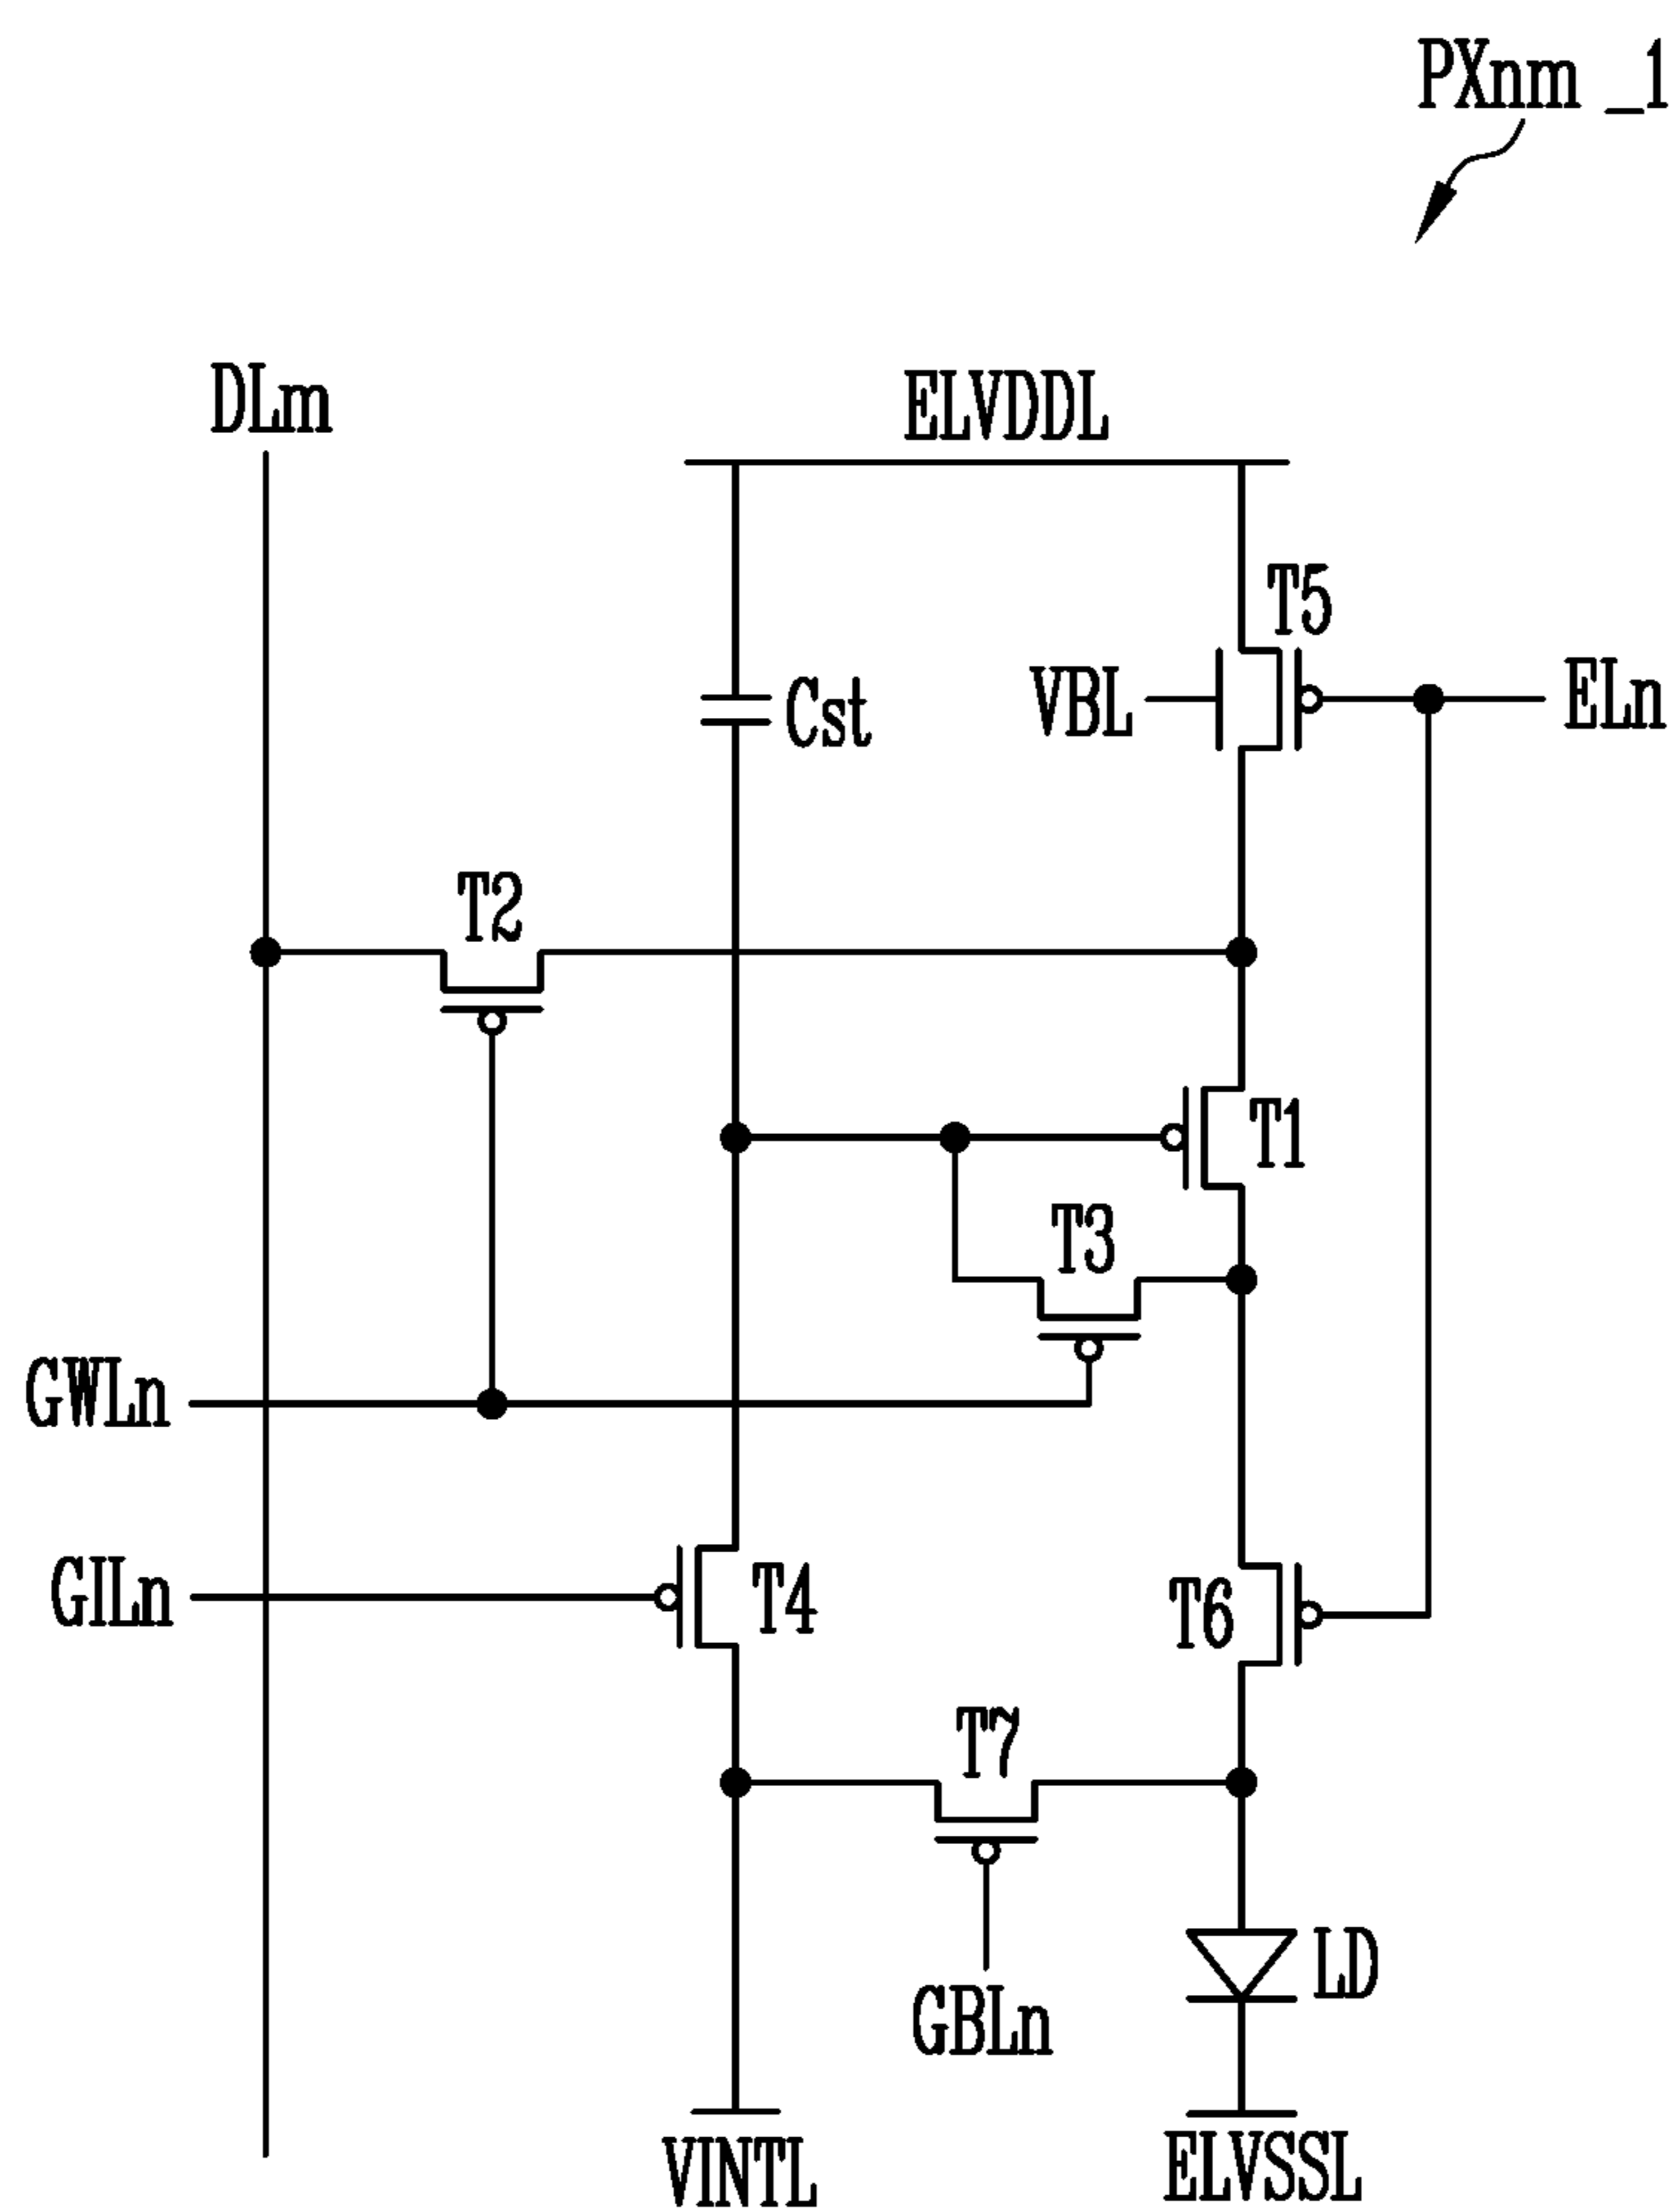 PXnm _1
DLm
ELVDDL
T5
VBL
ELn
Cst
T2
T1
T3
GWLn
GILn
T4
T6
T7
LD
GBLn
VINTL
ELVSSL